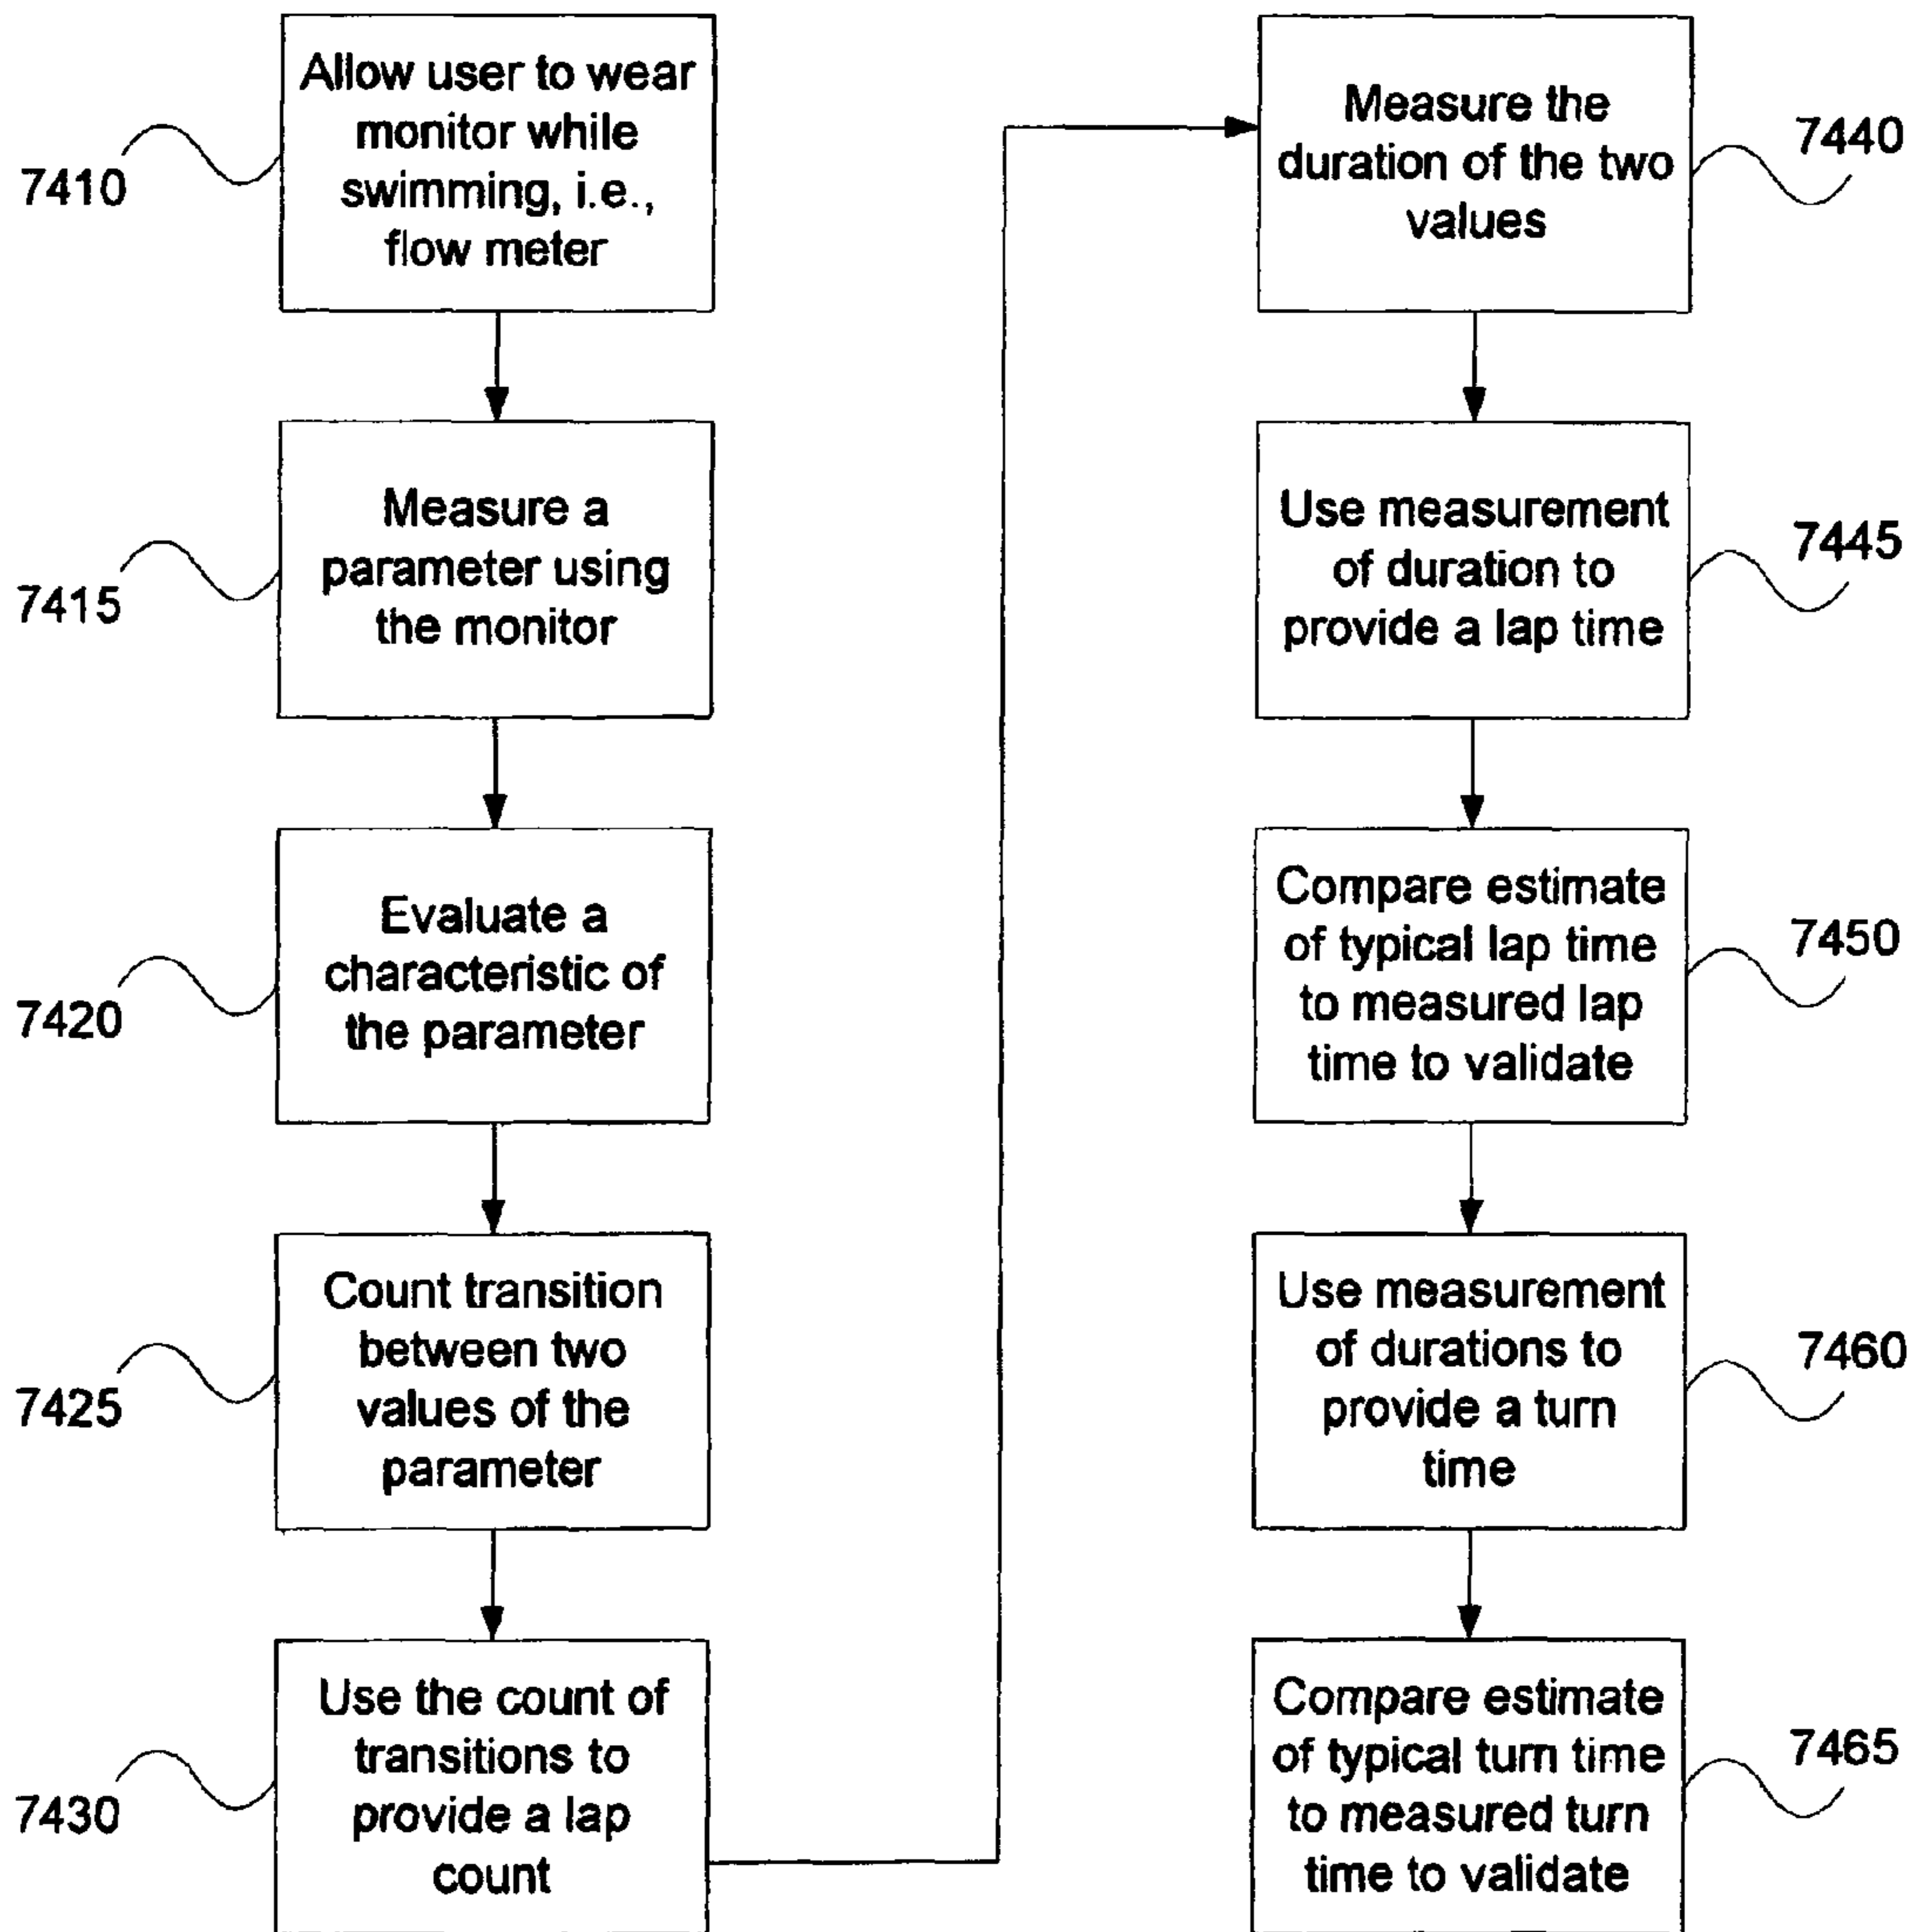 Allow user to wear
monitor while
swimming, i.e.,
flow meter
7410
Measure a
parameter using
the monitor
7415
Evaluate a
characteristic of
the parameter
7420
Count transition
between two
values of the
parameter
7425
Use the count of
transitions to
provide a lap
count
7430
Measure the
duration of the two
values
7440
Use measurement
of duration to
provide a lap time
7445
Compare estimate
of typical lap time
to measured lap
time to validate
7450
Use measurement
of durations to
provide a turn
time
7460
Compare estimate
of typical turn time
to measured turn
time to validate
7465